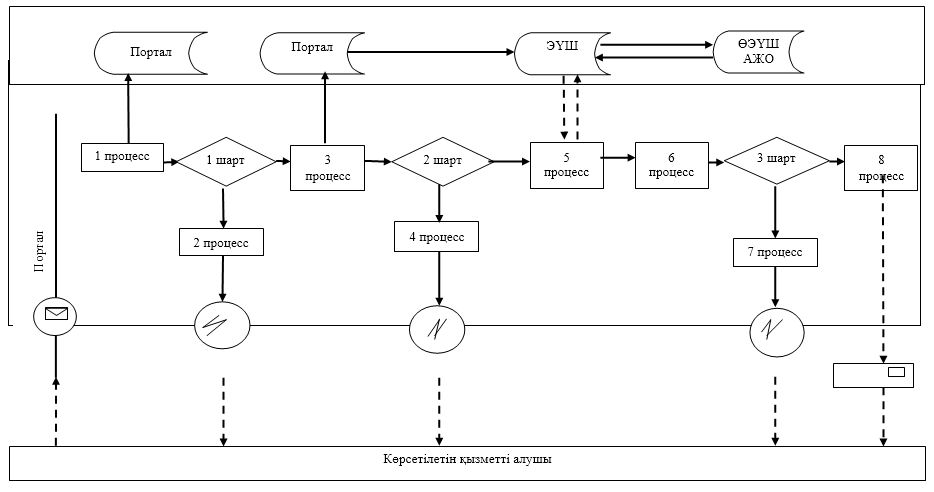 Портал
Портал
ЭҮШ
ӨЭҮШ
АЖО
1 процесс
1 шарт
3
процесс
2 шарт
5
процесс
6
процесс
3 шарт
8
процесс
2 процесс
4 процесс
7 процесс
Портал
Көрсетілетін қызметті алушы